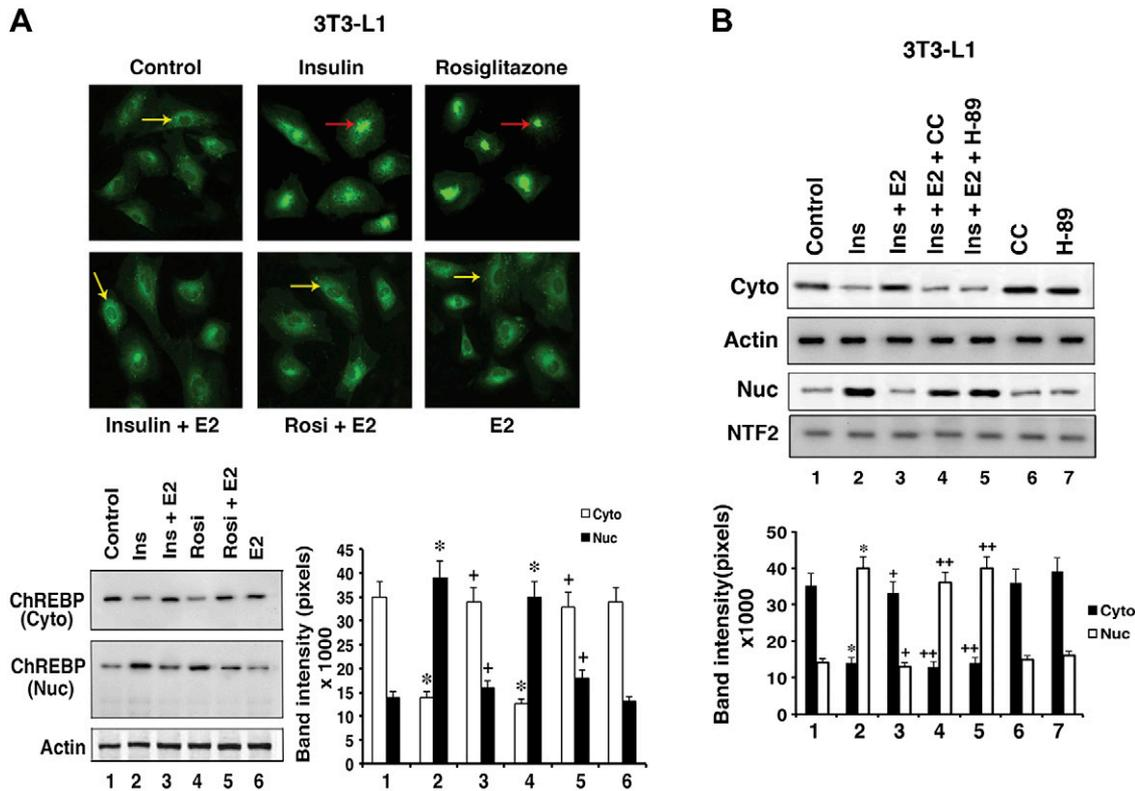 A
3T3-L1
Control Insulin Rosiglitazone
Insulin + E2 Rosi + E2 E2
Control
Ins
Ins + E2
Rosi
Rosi + E2
E2
ChREBP
(Cyto)
ChREBP
(Nuc)
Actin
1 2 3 4 5 6
Cyto
Nuc
Band intensity (pixels)
x 1000
45
40
35
30
25
20
15
10
5
0
* * + + * * + +
1 2 3 4 5 6
B
3T3-L1
Control
Ins
Ins + E2
Ins + E2 + CC
Ins + E2 + H-89
CC
H-89
Cyto
Actin
Nuc
NTF2
1 2 3 4 5 6 7
Band intensity(pixels)
x1000
50
40
30
20
10
0
* * + + ++ ++ ++ ++
Cyto
Nuc
1 2 3 4 5 6 7